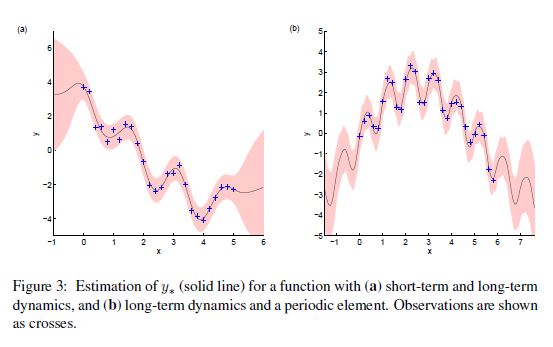 (a)
6
4
2
0
−2
−4
y
−1 0 1 2 3 4 5 6
x
(b)
5
4
3
2
1
0
−1
−2
−3
−4
−5
y
−1 0 1 2 3 4 5 6 7
x
Figure 3: Estimation of y∗ (solid line) for a function with (a) short-term and long-term
dynamics, and (b) long-term dynamics and a periodic element. Observations are shown
as crosses.